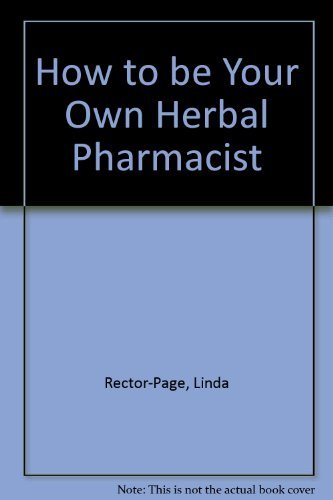 How to be Your
Own Herbal
Pharmacist
Rector-Page, Linda
Note: This is not the actual book cover